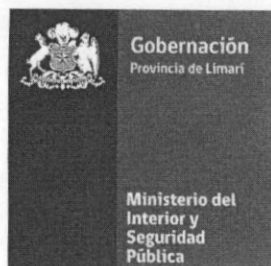 Gobernación
Provincia de Limarí
Ministerio del
Interior y
Seguridad
Pública